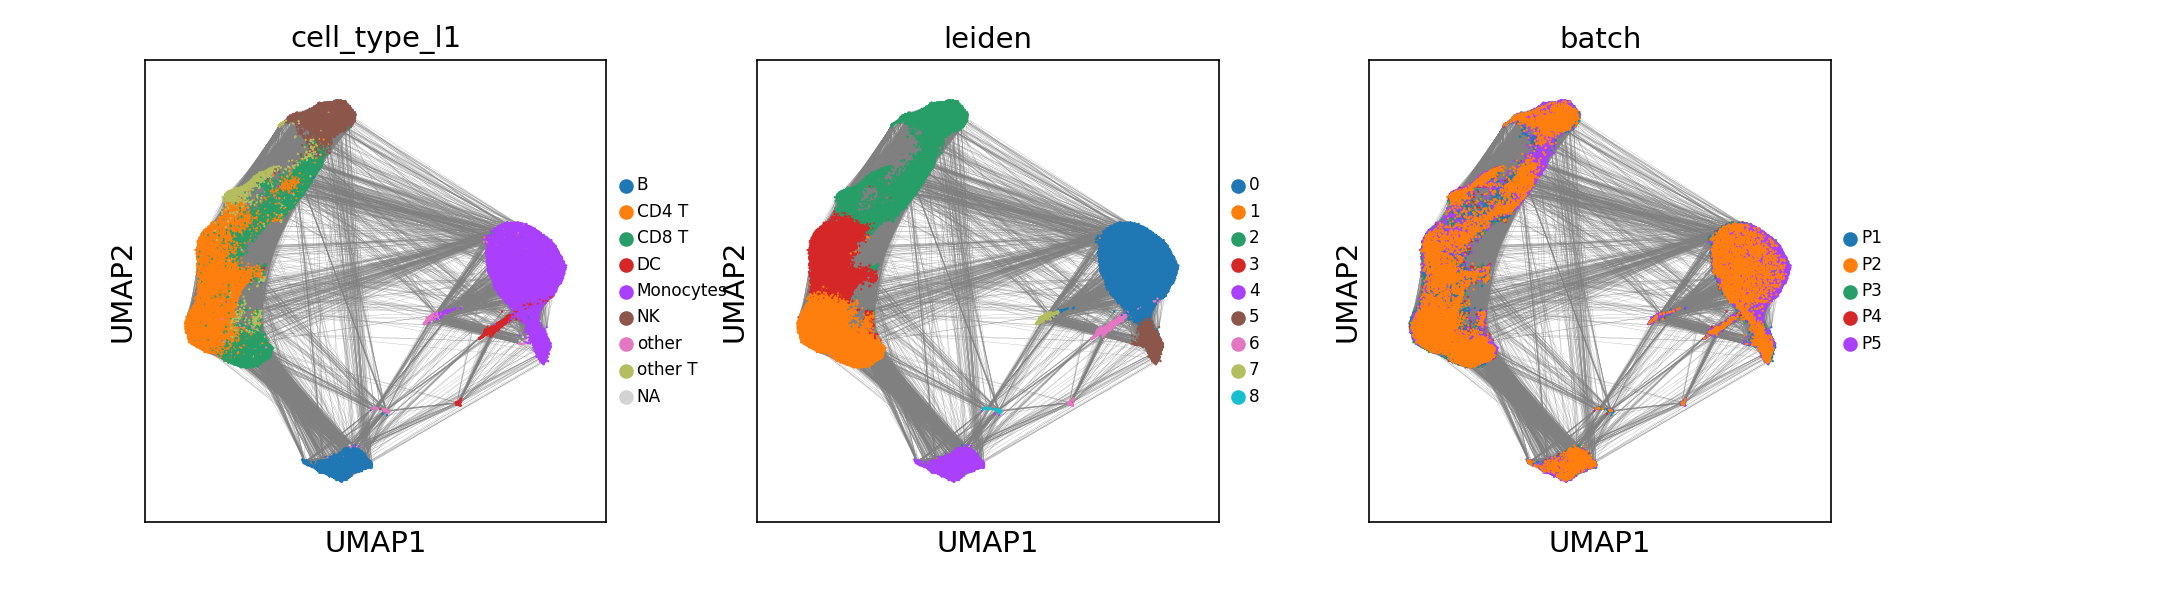 cell_type_l1
UMAP2
UMAP1
B
CD4 T
CD8 T
DC
Monocytes
NK
other
other T
NA
leiden
UMAP2
UMAP1
0
1
2
3
4
5
6
7
8
batch
UMAP2
UMAP1
P1
P2
P3
P4
P5